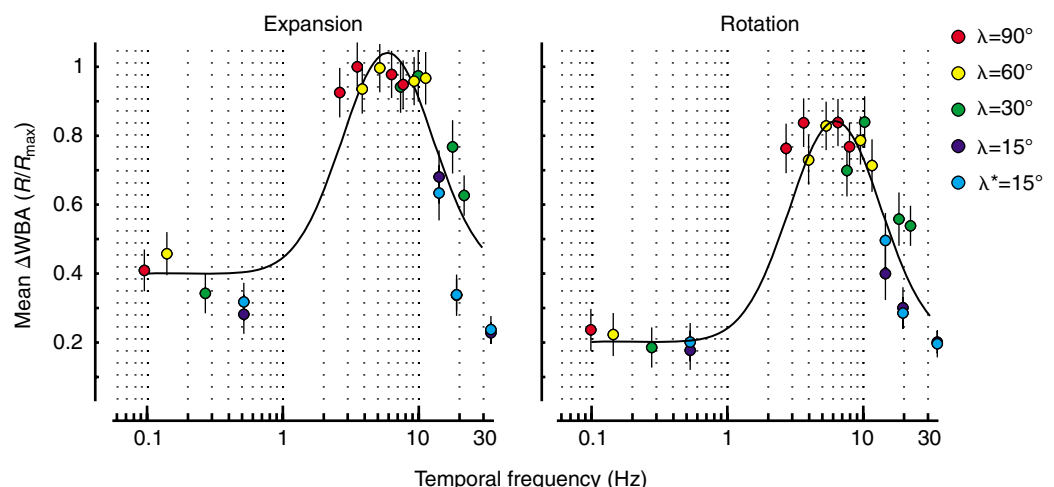 Expansion
Rotation
Mean ΔWBA (R/Rmax)
1
0.8
0.6
0.4
0.2
0.1
1
10
30
0.1
1
10
30
Temporal frequency (Hz)
λ=90°
λ=60°
λ=30°
λ=15°
λ*=15°